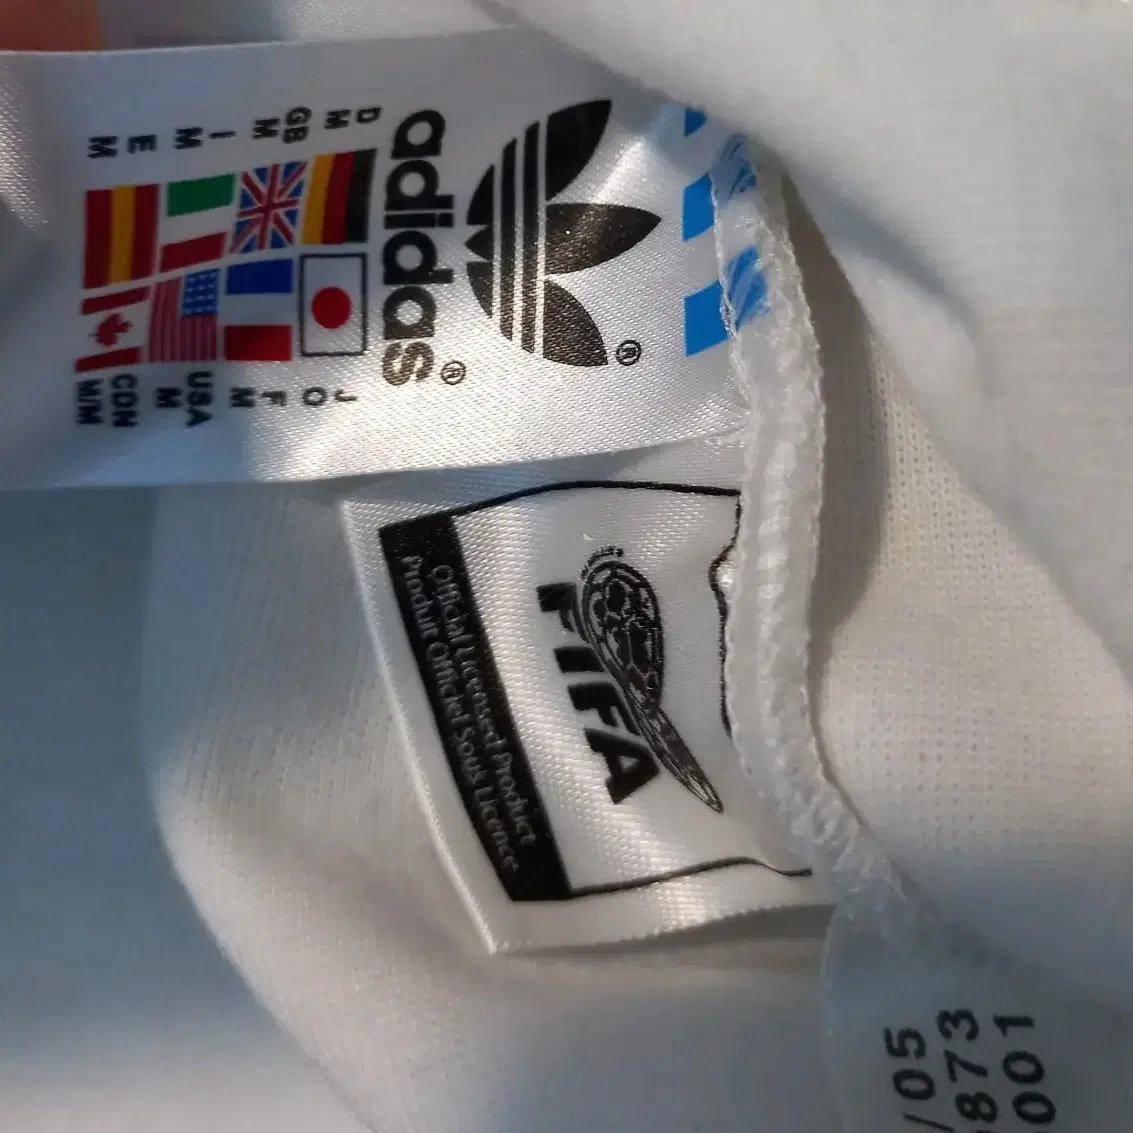 ®
adidas®
D J
M O
GB F
M M
I USA
M M
E CDN
M M/M
FIFA
Official Licensed Product
Produit Officiel Sous Licence
/05
873
001